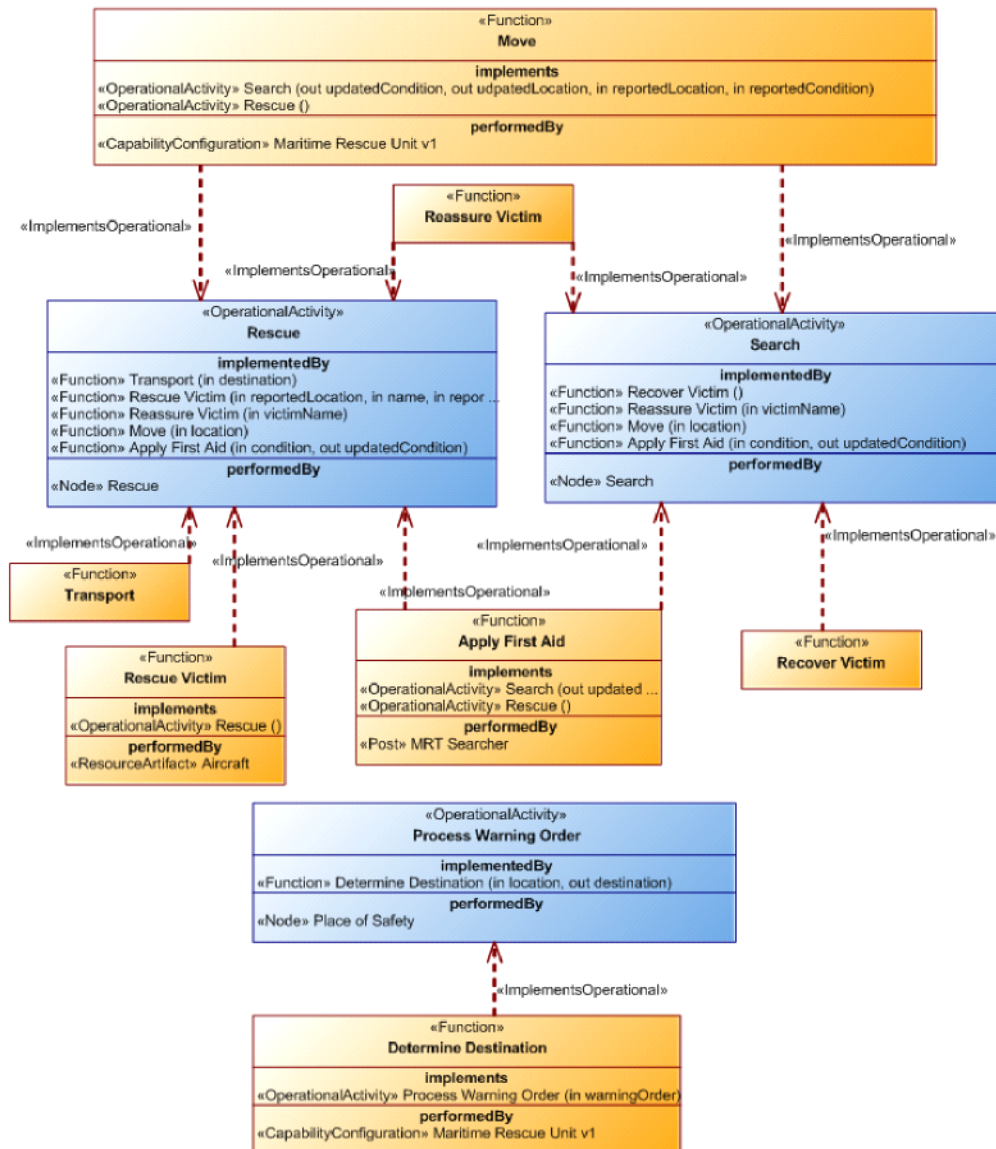 «Function»
Move
implements
«OperationalActivity» Search (out updatedCondition, out udpatedLocation, in reportedLocation, in reportedCondition)
«OperationalActivity» Rescue ()
performedBy
«CapabilityConfiguration» Maritime Rescue Unit v1
«ImplementsOperational»
«Function»
Reassure Victim
«ImplementsOperational»
«ImplementsOperational»
«ImplementsOperational»
«OperationalActivity»
Rescue
implementedBy
«Function» Transport (in destination)
«Function» Rescue Victim (in reportedLocation, in name, in repor ...
«Function» Reassure Victim (in victimName)
«Function» Move (in location)
«Function» Apply First Aid (in condition, out updatedCondition)
performedBy
«Node» Rescue
«OperationalActivity»
Search
implementedBy
«Function» Recover Victim ()
«Function» Reassure Victim (in victimName)
«Function» Move (in location)
«Function» Apply First Aid (in condition, out updatedCondition)
performedBy
«Node» Search
«ImplementsOperational»
«ImplementsOperational»
«ImplementsOperational»
«ImplementsOperational»
«ImplementsOperational»
«Function»
Transport
«Function»
Rescue Victim
implements
«OperationalActivity» Rescue ()
performedBy
«ResourceArtifact» Aircraft
«Function»
Apply First Aid
implements
«OperationalActivity» Search (out updated ...
«OperationalActivity» Rescue ()
performedBy
«Post» MRT Searcher
«Function»
Recover Victim
«OperationalActivity»
Process Warning Order
implementedBy
«Function» Determine Destination (in location, out destination)
performedBy
«Node» Place of Safety
«ImplementsOperational»
«Function»
Determine Destination
implements
«OperationalActivity» Process Warning Order (in warningOrder)
performedBy
«CapabilityConfiguration» Maritime Rescue Unit v1